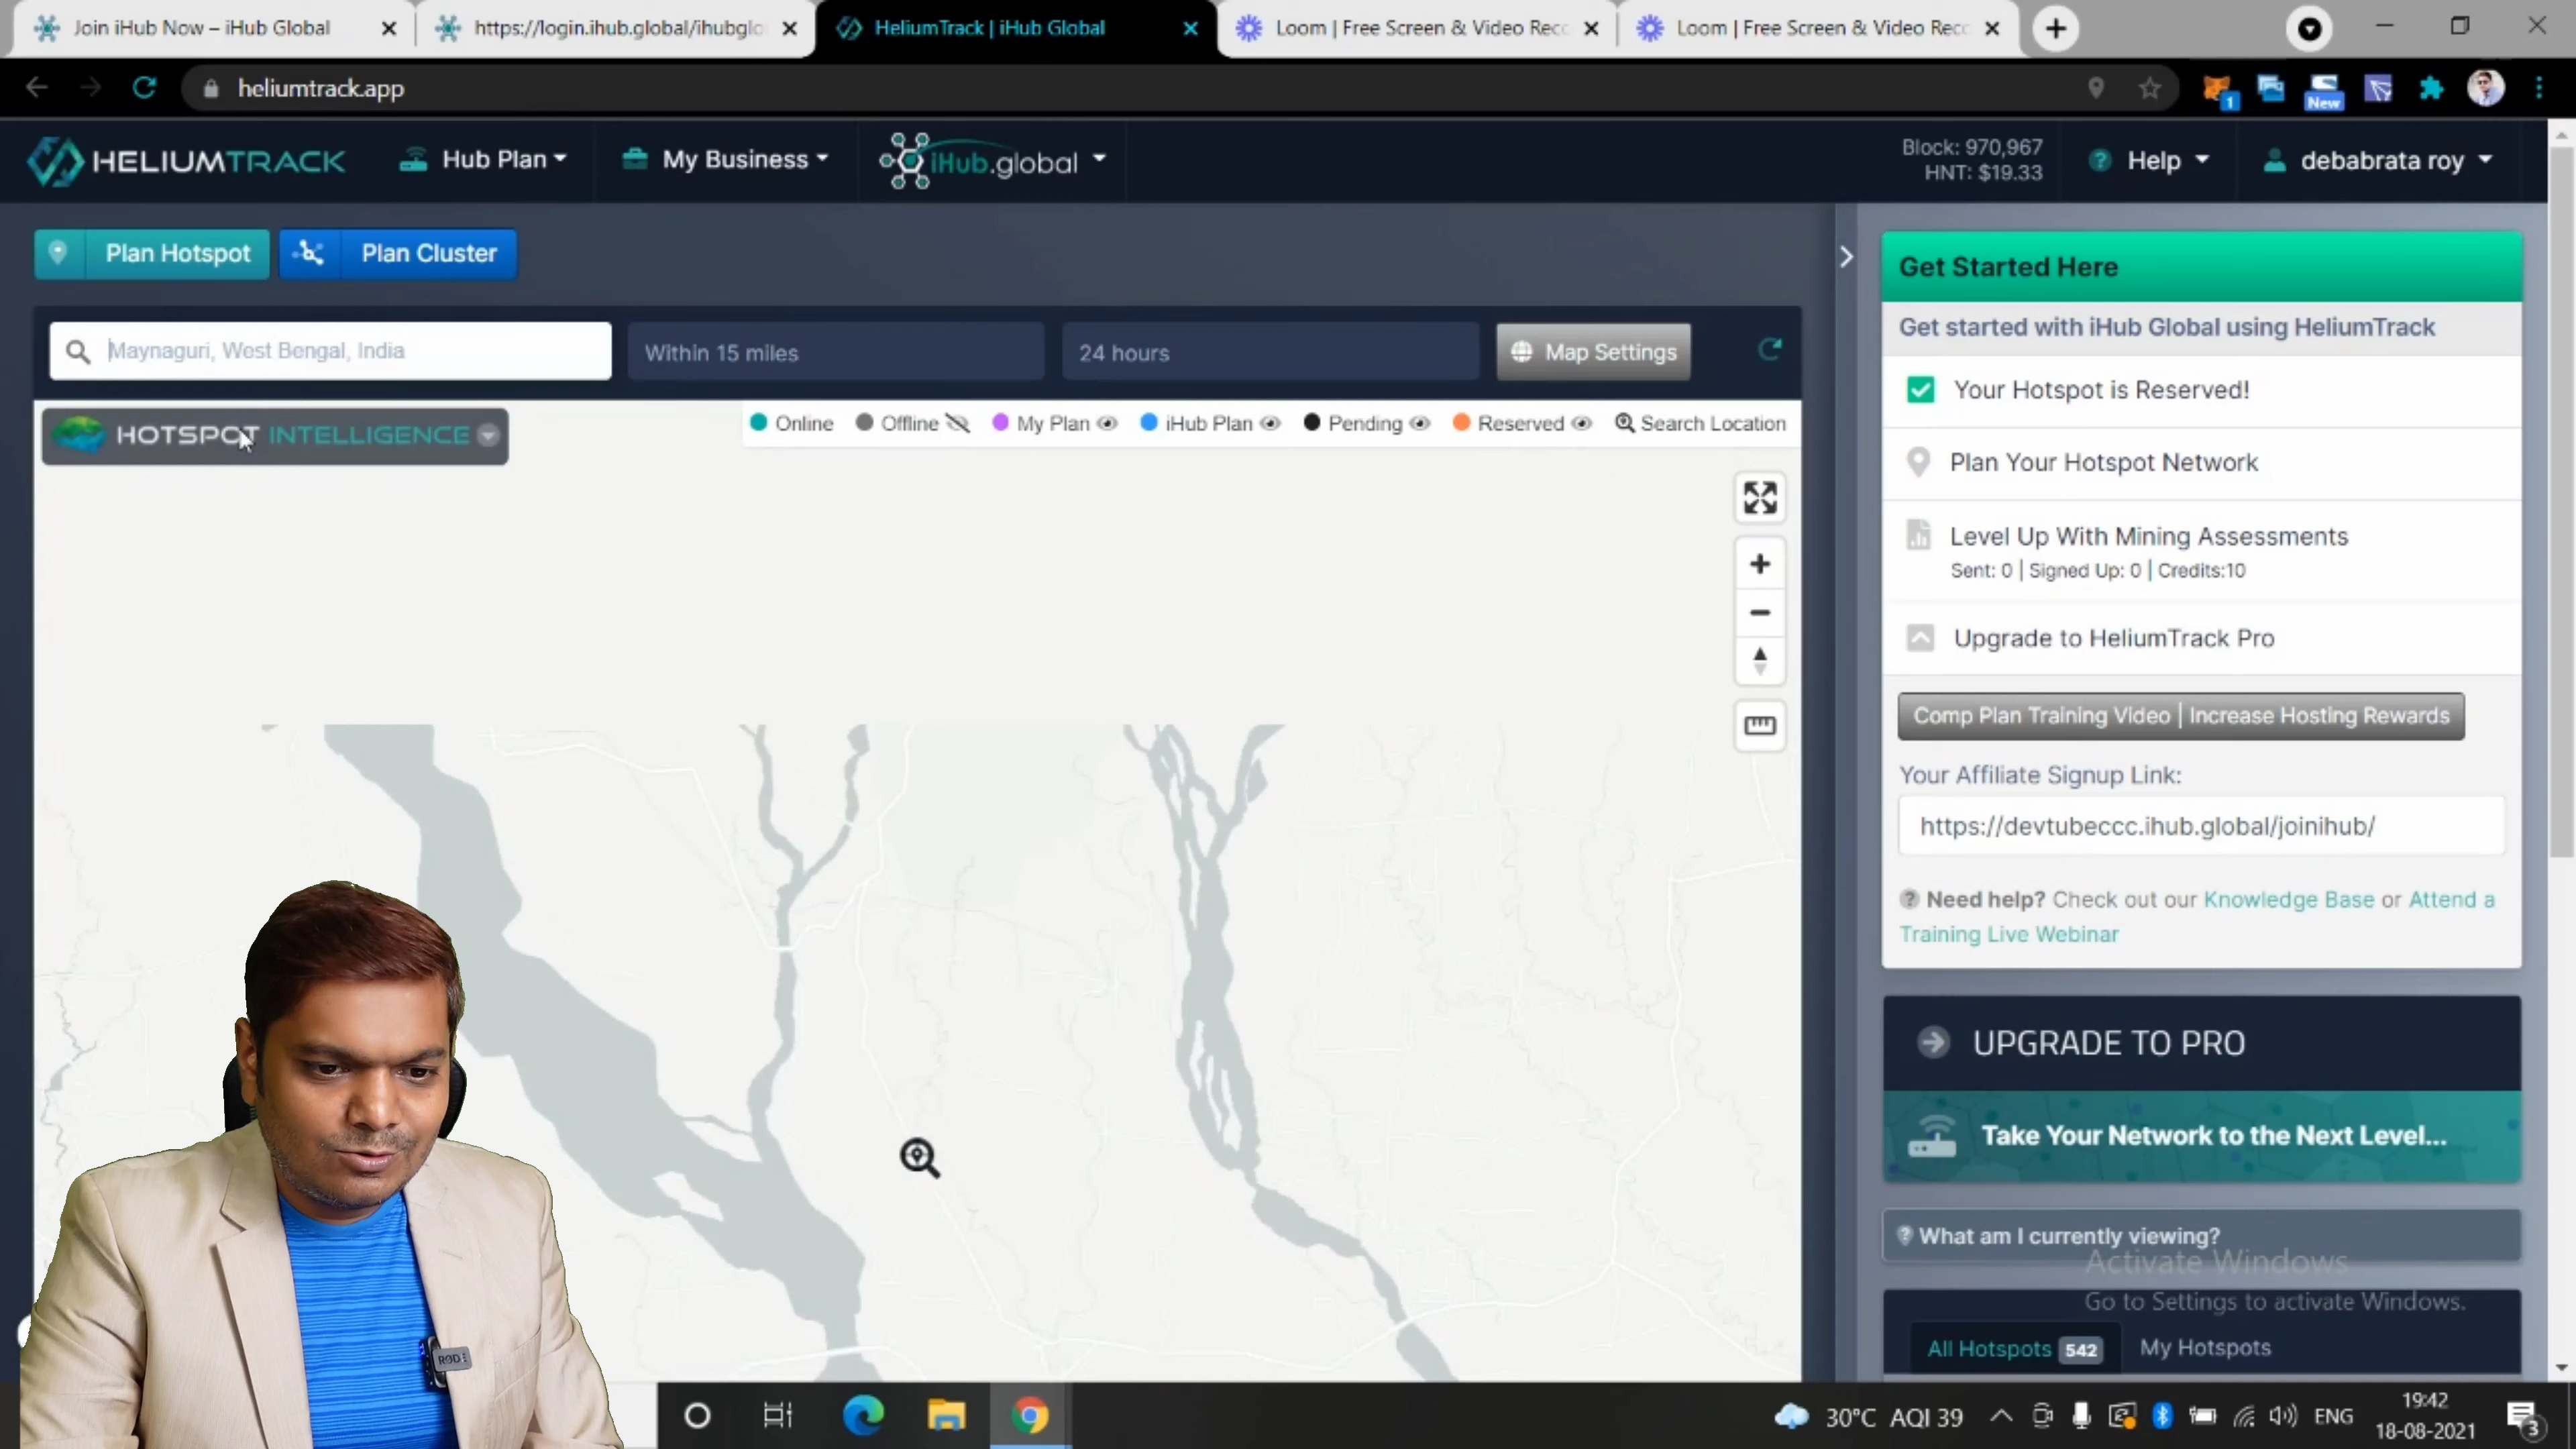 Join iHub Now – iHub Global
https://login.ihub.global/ihubglo
HeliumTrack | iHub Global
Loom | Free Screen & Video Reco
Loom | Free Screen & Video Reco
heliumtrack.app
1
New
HELIUMTRACK
Hub Plan
My Business
iHub.global
Block: 970,967
HNT: $19.33
Help
debabrata roy
Plan Hotspot
Plan Cluster
Maynaguri, West Bengal, India
Within 15 miles
24 hours
Map Settings
HOTSPOT INTELLIGENCE
Online
Offline
My Plan
iHub Plan
Pending
Reserved
Search Location
Get Started Here
Get started with iHub Global using HeliumTrack
Your Hotspot is Reserved!
Plan Your Hotspot Network
Level Up With Mining Assessments
Sent: 0 | Signed Up: 0 | Credits:10
Upgrade to HeliumTrack Pro
Comp Plan Training Video | Increase Hosting Rewards
Your Affiliate Signup Link:
https://devtubeccc.ihub.global/joinihub/
Need help? Check out our Knowledge Base or Attend a
Training Live Webinar
UPGRADE TO PRO
Take Your Network to the Next Level...
What am I currently viewing?
Activate Windows
Go to Settings to activate Windows.
All Hotspots 542
My Hotspots
RØDE
30°C AQI 39
ENG
19:42
18-08-2021
3